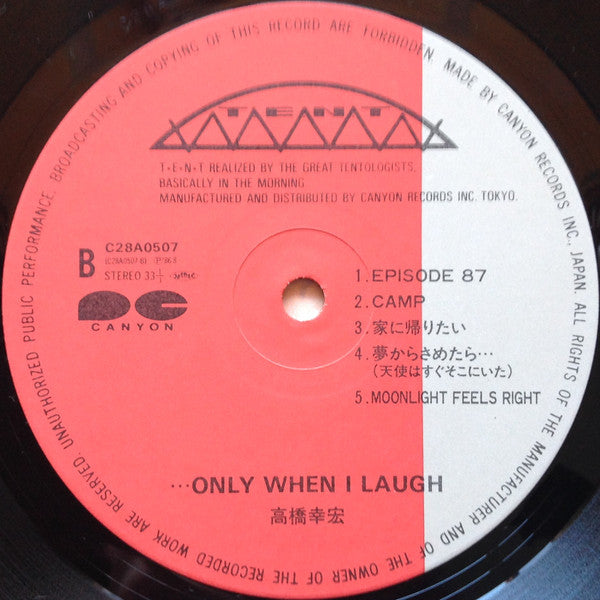 MADE BY CANYON RECORDS INC., JAPAN. ALL RIGHTS OF THE MANUFACTURER AND OF THE OWNER OF THE RECORDED WORK ARE RESERVED. UNAUTHORIZED PUBLIC PERFORMANCE, BROADCASTING AND COPYING OF THIS RECORD ARE FORBIDDEN.
TENT
T•E•N•T REALIZED BY THE GREAT TENTOLOGISTS,
BASICALLY IN THE MORNING
MANUFACTURED AND DISTRIBUTED BY CANYON RECORDS INC. TOKYO.
B
C28A0507
STEREO 33⅓
CANYON
1. EPISODE 87
2. CAMP
3. 家に帰りたい
4. 夢からさめたら…
(天使はすぐそこにいた)
5. MOONLIGHT FEELS RIGHT
…ONLY WHEN I LAUGH
高橋幸宏